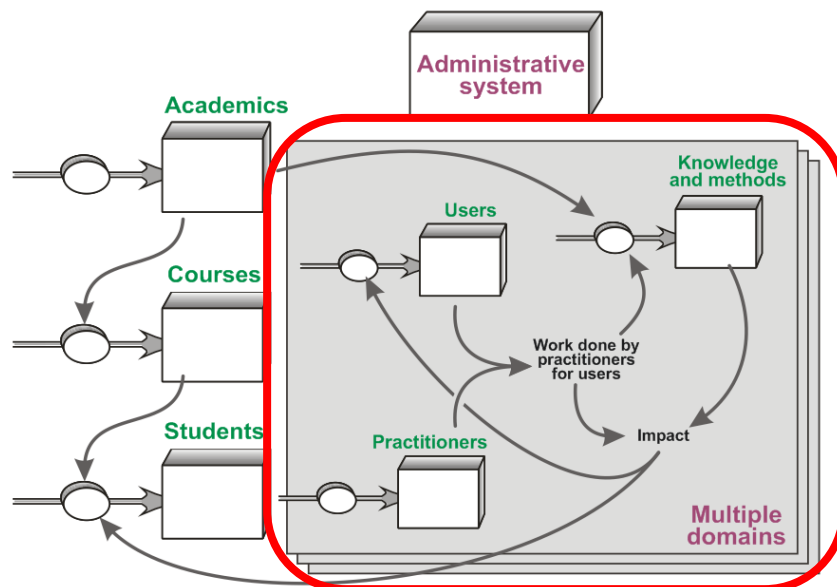 Administrative
system
Academics
Knowledge
and methods
Users
Courses
Work done by
practitioners
for users
Students
Practitioners
Impact
Multiple
domains